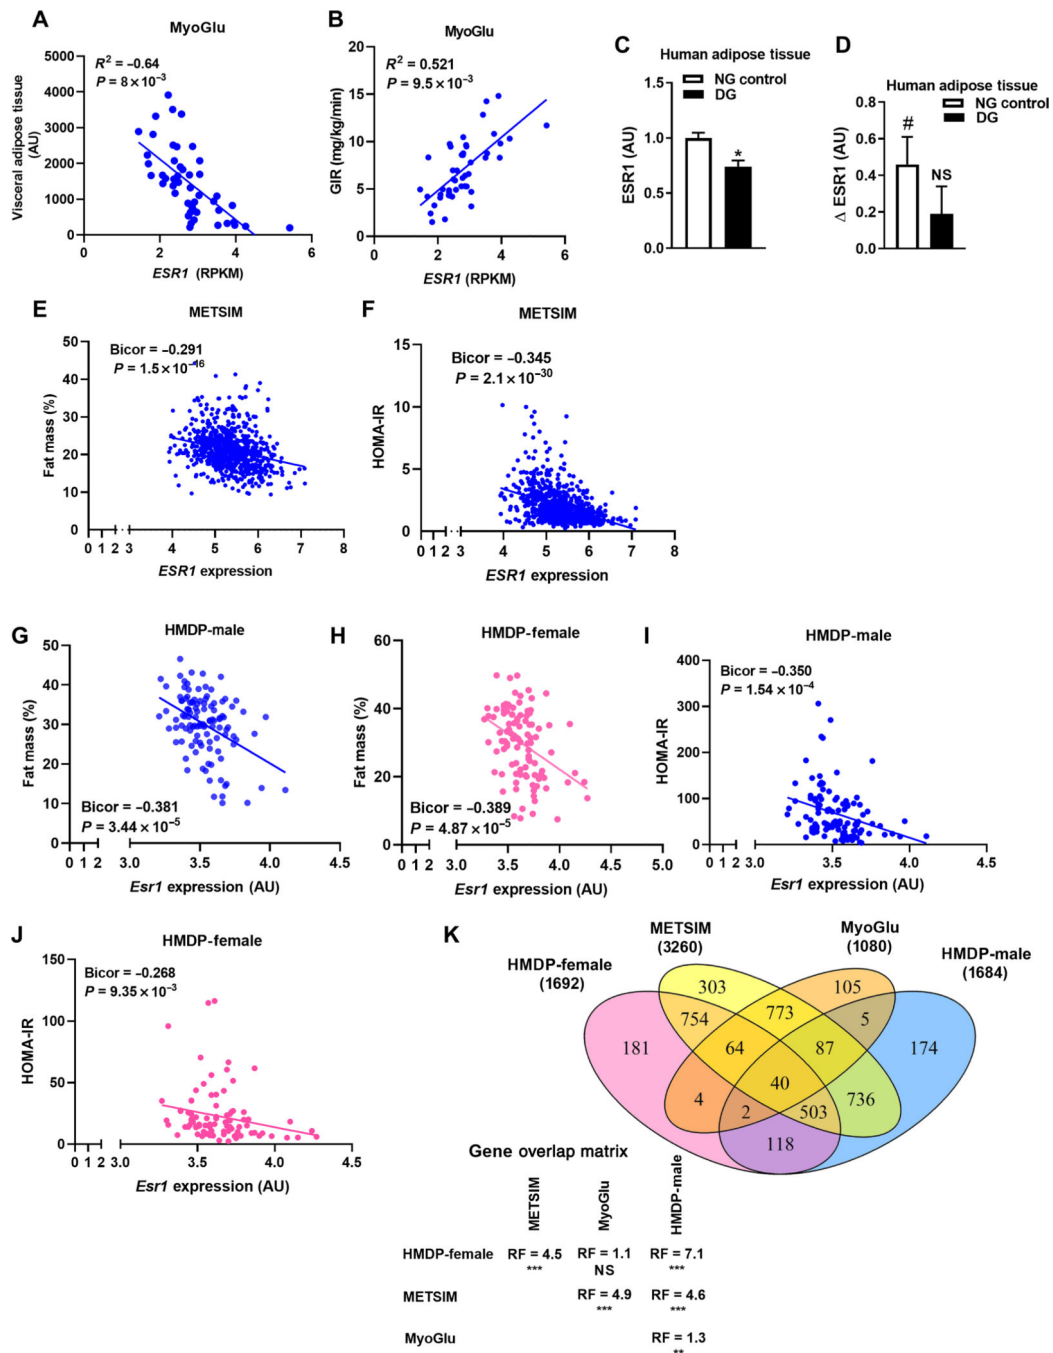 A
MyoGlu
R² = –0.64
P = 8×10⁻³
Visceral adipose tissue
(AU)
5000
4000
3000
2000
1000
0
0 2 4 6
ESR1 (RPKM)
B
MyoGlu
R² = 0.521
P = 9.5×10⁻³
GIR (mg/kg/min)
20
15
10
5
0
0 2 4 6
ESR1 (RPKM)
C
Human adipose tissue
NG control
DG
ESR1 (AU)
1.5
1.0
0.5
0.0
*
D
Human adipose tissue
NG control
DG
Δ ESR1 (AU)
0.8
0.6
0.4
0.2
0.0
#
NS
E
METSIM
Bicor = –0.291
P = 1.5×10⁻¹⁶
Fat mass (%)
50
40
30
20
10
0
0 1 2 3 4 5 6 7 8
ESR1 expression
F
METSIM
Bicor = –0.345
P = 2.1×10⁻³⁰
HOMA-IR
15
10
5
0
0 1 2 3 4 5 6 7 8
ESR1 expression
G
HMDP-male
Fat mass (%)
50
40
30
20
10
0
Bicor = –0.381
P = 3.44×10⁻⁵
0 1 2 3.0 3.5 4.0 4.5
Esr1 expression (AU)
H
HMDP-female
Fat mass (%)
60
40
20
0
Bicor = –0.389
P = 4.87×10⁻⁵
0 1 2 3.0 3.5 4.0 4.5 5.0
Esr1 expression (AU)
I
HMDP-male
Bicor = –0.350
P = 1.54×10⁻⁴
HOMA-IR
400
300
200
100
0
0 1 2 3.0 3.5 4.0 4.5
Esr1 expression (AU)
J
HMDP-female
Bicor = –0.268
P = 9.35×10⁻³
HOMA-IR
150
100
50
0
0 1 2 3.0 3.5 4.0 4.5
Esr1 expression (AU)
K
HMDP-female
(1692)
METSIM
(3260)
MyoGlu
(1080)
HMDP-male
(1684)
303
105
754
773
5
181
64
87
174
40
4
2
503
736
118
Gene overlap matrix
METSIM
MyoGlu
HMDP-male
HMDP-female RF = 4.5 RF = 1.1 RF = 7.1
*** NS ***
METSIM RF = 4.9 RF = 4.6
*** ***
MyoGlu RF = 1.3
**